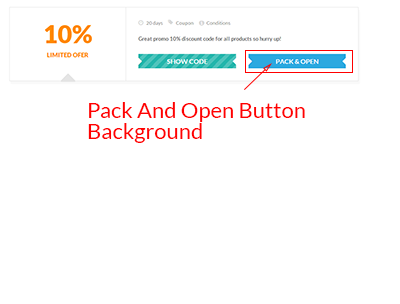 10%
LIMITED OFER
20 days Coupon Conditions
Great promo 10% discount code for all products so hurry up!
SHOW CODE
PACK & OPEN
Pack And Open Button
Background